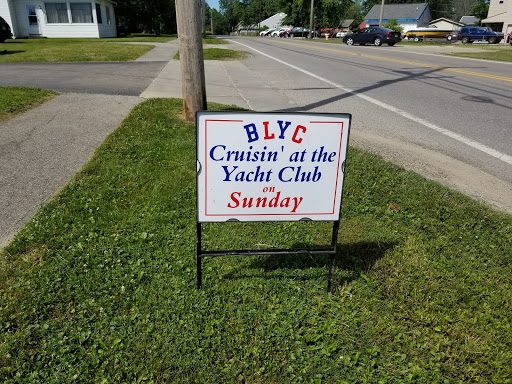 BLYC
Cruisin' at the
Yacht Club
on
Sunday